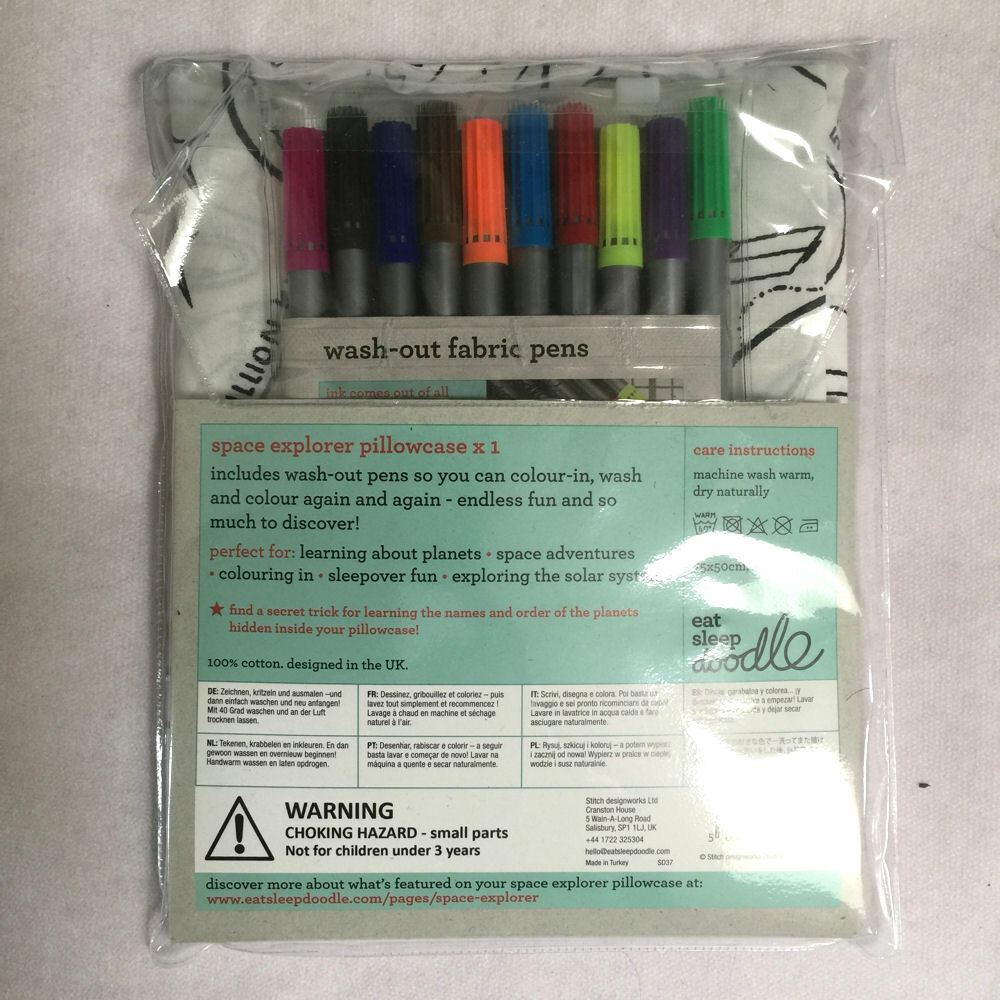 wash-out fabric pens
ink comes out of all
space explorer pillowcase x 1
includes wash-out pens so you can colour-in, wash
and colour again and again - endless fun and so
much to discover!
perfect for: learning about planets • space adventures
• colouring in • sleepover fun • exploring the solar
★ find a secret trick for learning the names and order of the planets
hidden inside your pillowcase!
100% cotton. designed in the UK.
care instructions
machine wash warm,
dry naturally
WARM
eat
sleep
doodle
DE: Zeichnen, kritzeln und ausmalen –und
dann einfach waschen und neu anfangen!
Mit 40 Grad waschen und an der Luft
trocknen lassen.
FR: Dessinez, gribouillez et coloriez – puis
lavez tout simplement et recommencez !
Lavage à chaud en machine et séchage
naturel à l'air.
IT: Scrivi, disegna e colora. Poi basta un
lavaggio e sei pronto ricominciare da capo!
Lavare in lavatrice in acqua calda e fare
asciugare naturalmente.
garabatea y colorea... ¡y
a empezar! Lavar
y dejar secar
NL: Tekenen, krabbelen en inkleuren. En dan
gewoon wassen en overnieuw beginnen!
Handwarm wassen en laten opdrogen.
PT: Desenhar, rabiscar e colorir – a seguir
basta lavar e começar de novo! Lavar na
máquina a quente e secar naturalmente.
PL: Rysuj, szkicuj i koloruj – a potem wypierz
i zacznij od nowa! Wypierz w pralce w ciepłej
wodzie i susz naturalnie.
WARNING
CHOKING HAZARD - small parts
Not for children under 3 years
Stitch designworks Ltd
Cranston House
5 Wain-A-Long Road
Salisbury, SP1 1LJ, UK
+44 1722 325304
hello@eatsleepdoodle.com
Made in Turkey SD37
© Stitch designworks
discover more about what's featured on your space explorer pillowcase at:
www.eatsleepdoodle.com/pages/space-explorer